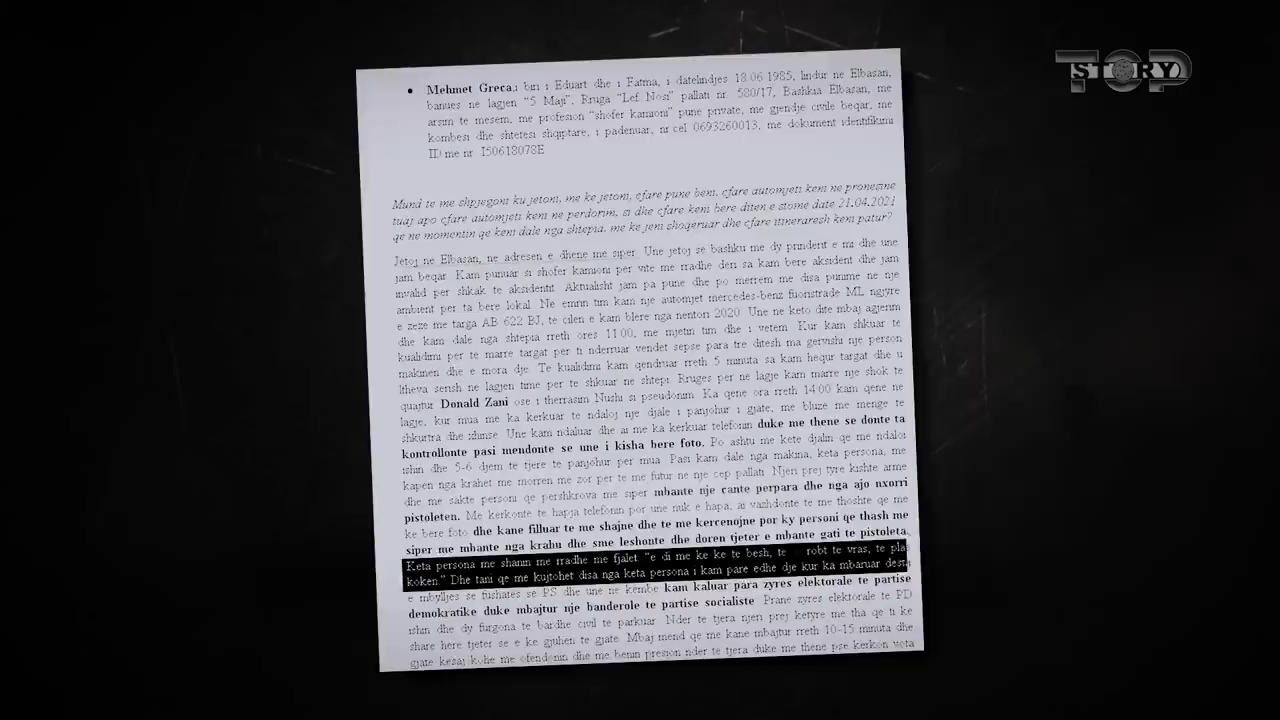 TOP STORY
• Mehmet Greca,i biri i Eduart dhe i Fatma, i datelindjes 18.06.1985, lindur ne Elbasan,
banues ne lagjen "5 Maji", Rruga "Lef Nosi" pallati nr. 580/17, Bashkia Elbasan, me
arsim te mesem, me profesion "shofer kamioni" pune private, me gjendje civile beqar, me
kombesi dhe shtetesi shqiptare, i padenuar, nr.cel 0693260013, me dokument identifikimi
ID me nr. I50618078E
Mund te me shpjegoni ku jetoni, me ke jetoni, cfare pune beni, cfare automjeti keni ne pronesine
tuaj apo cfare automjeti keni ne perdorim, si dhe cfare keni bere diten e sotme date 21.04.2021
qe ne momentin qe keni dale nga shtepia, me ke jeni shoqeruar dhe cfare itineraresh keni patur?
Jetoj ne Elbasan, ne adresen e dhene me siper. Une jetoj se bashku me dy prinderit e mi dhe une
jam beqar. Kam punuar si shofer kamioni per vite me rradhe deri sa kam bere aksident dhe jam
invalid per shkak te aksidentit. Aktualisht jam pa pune dhe po merrem me disa punime ne nje
ambient per ta bere lokal. Ne emrin tim kam nje automjet mercedes-benz fuoristrade ML ngjyre
e zeze me targa AB 622 BJ, te cilen e kam blere nga nentori 2020. Une ne keto dite mbaj agjerim
dhe kam dale nga shtepia rreth ores 11:00, me mjetin tim dhe i vetem. Kur kam shkuar te
kualidimi per te marre targat per ti nderruar vendet sepse para tre ditesh ma gervishi nje person
makinen dhe e mora dje. Te kualidimi kam qendruar rreth 5 minuta sa kam hequr targat dhe u
ktheva serish ne lagjen time per te shkuar ne shtepi. Rruges per ne lagje kam marre nje shok te
quajtur Donald Zani ose i therrasim Nushi si pseudonim. Ka qene ora rreth 14:00 kam qene ne
lagje, kur mua me ka kerkuar te ndaloj nje djale i panjohur i gjate, me bluze me menge te
shkurtra dhe xhinse. Une kam ndaluar dhe ai me ka kerkuar telefonin duke me thene se donte ta
kontrollonte pasi mendonte se une i kisha bere foto. Po ashtu me kete djalin qe me ndaloi
ishin dhe 5-6 djem te tjere te panjohur per mua. Pasi kam dale nga makina, keta persona, me
kapen nga krahet me morren me zor per te me futur ne nje cep pallati. Njeri prej tyre kishte arme
dhe me sakte personi qe pershkrova me siper mbante nje cante perpara dhe nga ajo nxorri
pistoleten. Me kerkonte te hapja telefonin por une nuk e hapa, ai vazhdonte te me thoshte qe me
ke bere foto dhe kane filluar te me shajne dhe te me kercenojne por ky personi qe thash me
siper me mbante nga krahu dhe sme leshonte dhe doren tjeter e mbante gati te pistoleta.
Keta persona me shanin me rradhe me fjalet "e di me ke ke te besh, te robt te vras, te plas
koken." Dhe tani qe me kujtohet disa nga keta persona i kam pare edhe dje kur ka mbaruar
e mbylljes se fushates se PS dhe une ne kembe kam kaluar para zyres elektorale te partise
demokratike duke mbajtur nje banderole te partise socialiste. Prane zyres elektorale te PD
ishin dhe dy furgona te bardhe civil te parkuar. Nder te tjera njeri prej ketyre me tha qe ti ke
share here tjeter se e ke gjuhen te gjate. Mbaj mend qe me kane mbajtur rreth 10-15 minuta dhe
gjate kesaj kohe me ofendonin dhe me benin presion nder te tjera duke me thene pse kerkon veta